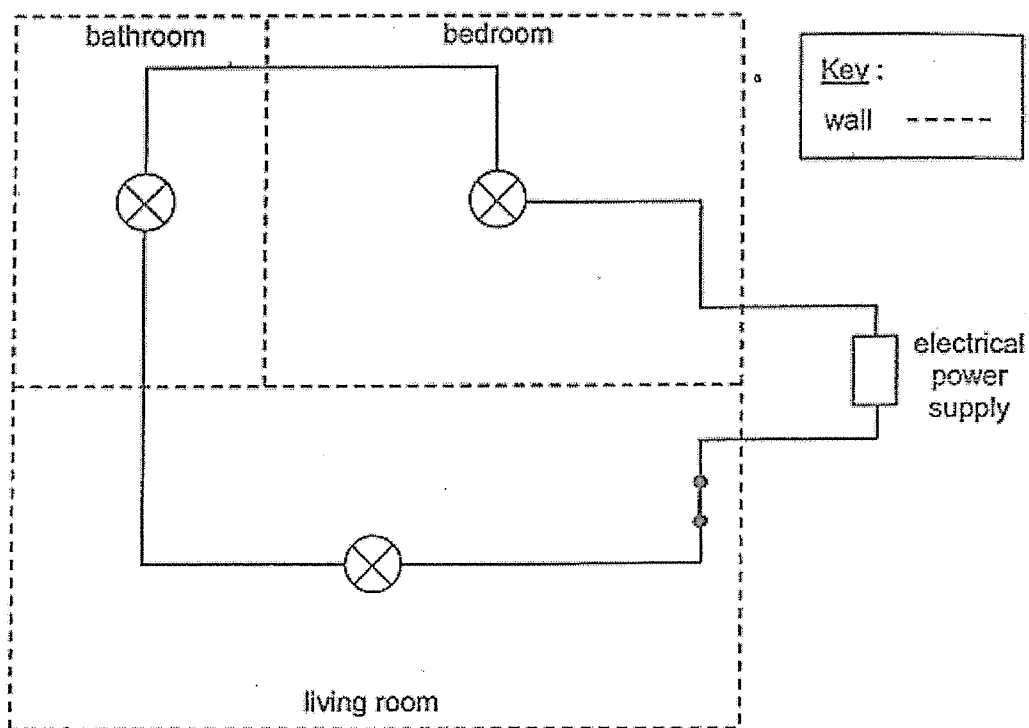 bathroom
bedroom
Key :
wall
electrical
power
supply
living room